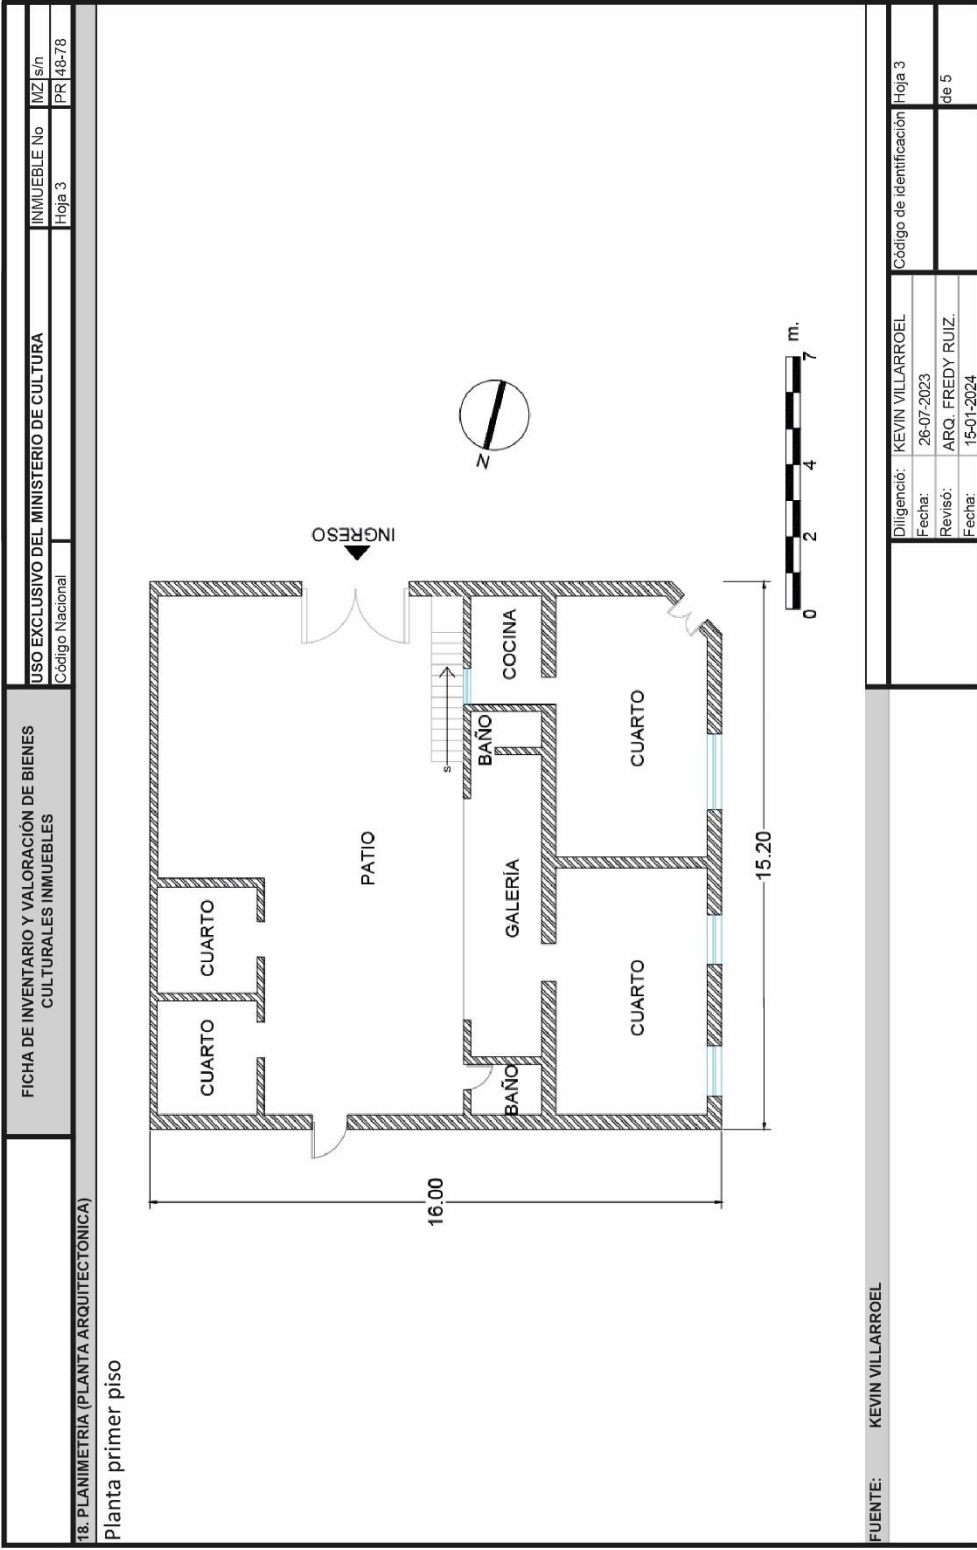 FICHA DE INVENTARIO Y VALORACIÓN DE BIENES
CULTURALES INMUEBLES
USO EXCLUSIVO DEL MINISTERIO DE CULTURA
INMUEBLE No
MZ s/n
Código Nacional
Hoja 3
PR 48-78
18. PLANIMETRIA (PLANTA ARQUITECTONICA)
Planta primer piso
CUARTO
CUARTO
PATIO
INGRESO
S
N
BAÑO
GALERÍA
BAÑO
COCINA
CUARTO
CUARTO
16.00
15.20
0 2 4 7 m.
FUENTE: KEVIN VILLARROEL
Diligenció: KEVIN VILLARROEL
Código de identificación
Hoja 3
Fecha: 26-07-2023
Revisó: ARQ. FREDY RUIZ.
de 5
Fecha: 15-01-2024